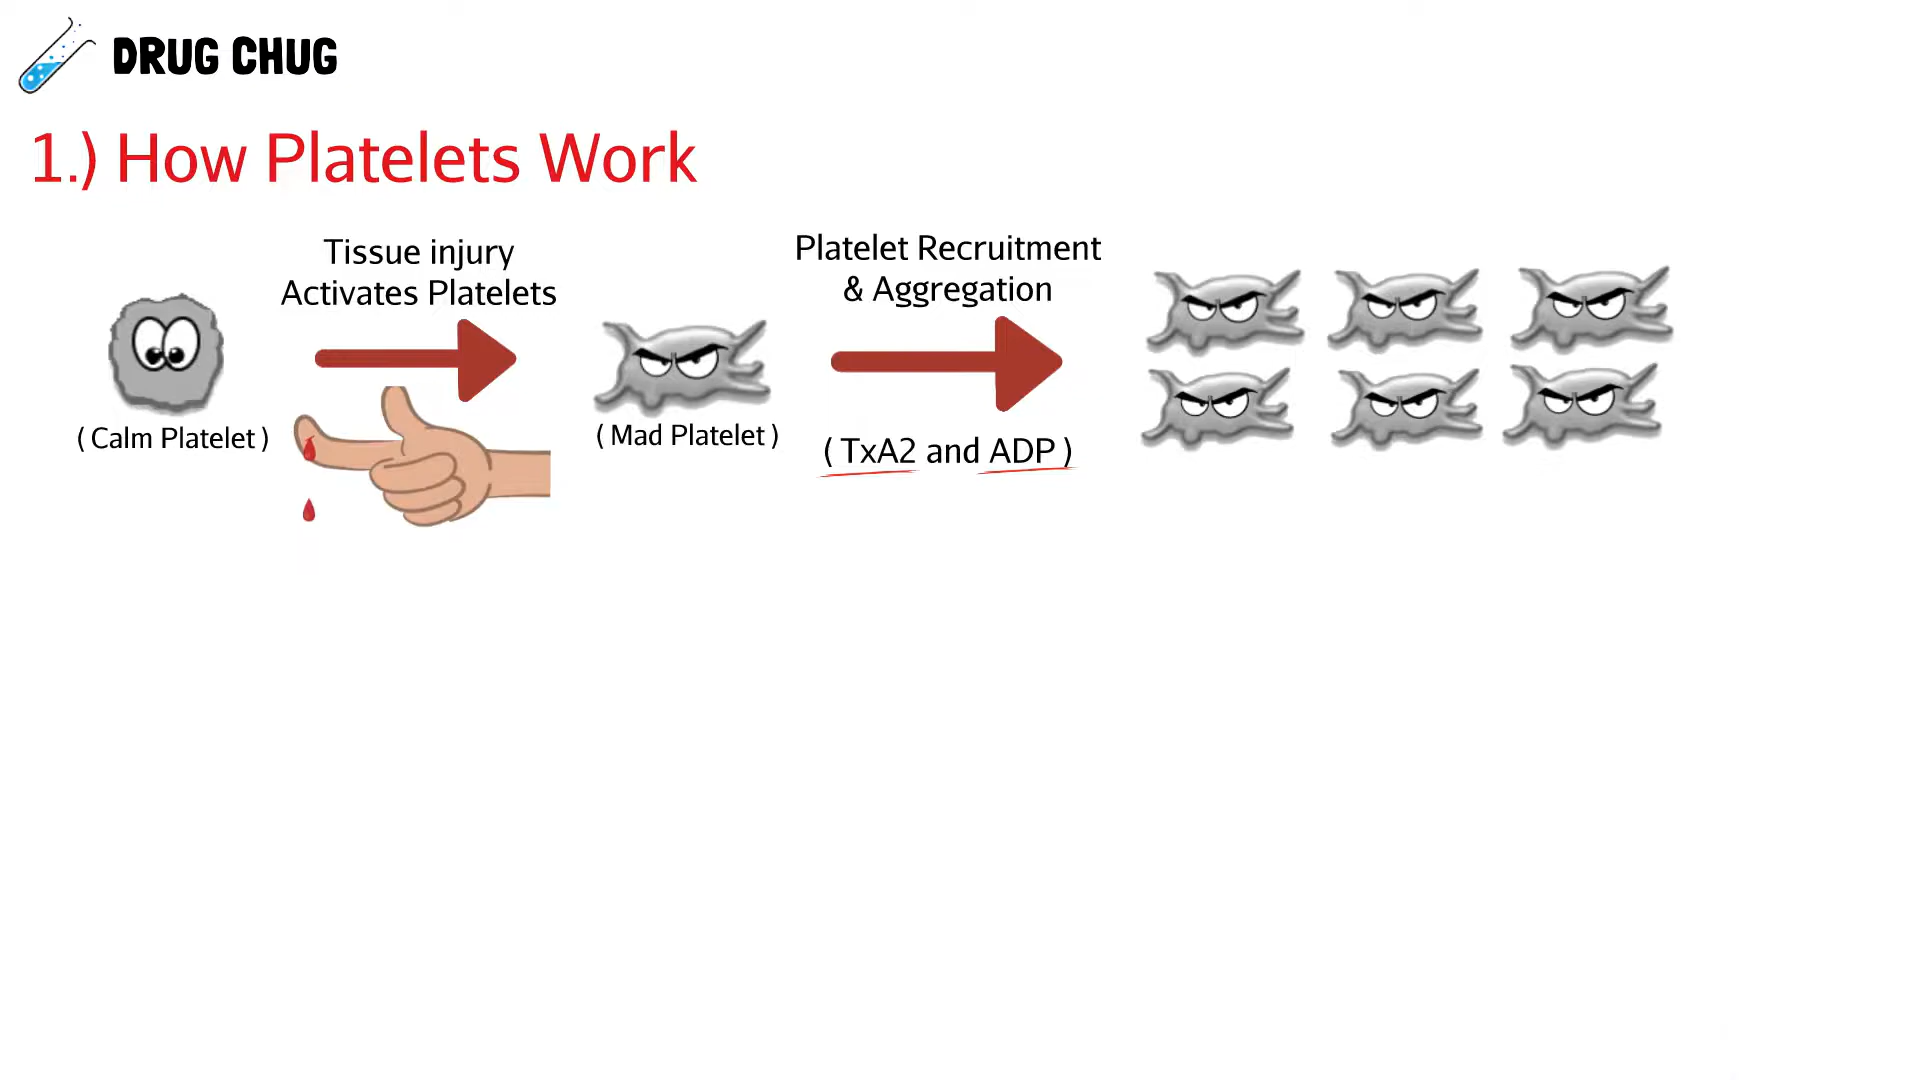 DRUG CHUG
1.) How Platelets Work
Tissue injury
Activates Platelets
Platelet Recruitment
& Aggregation
( Calm Platelet )
( Mad Platelet )
( TxA2 and ADP )